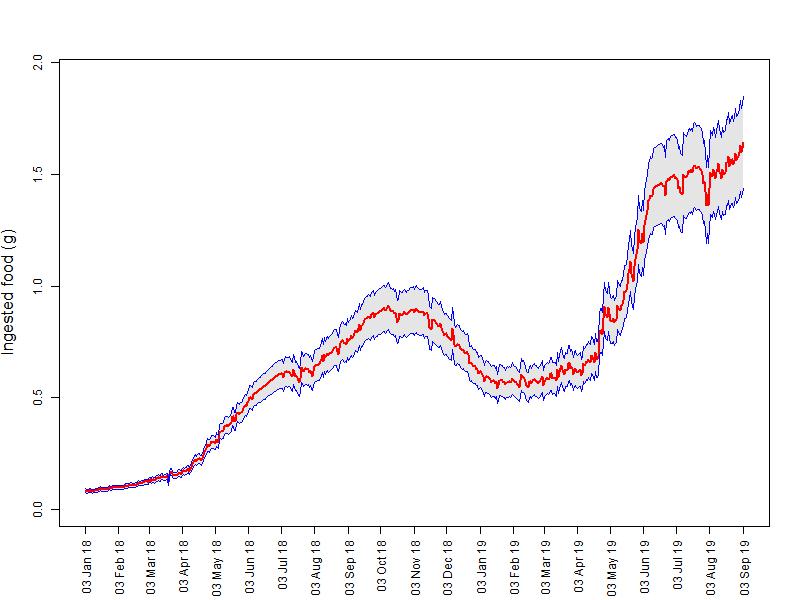 Ingested food (g)
2.0
1.5
1.0
0.5
0.0
03 Jan 18
03 Feb 18
03 Mar 18
03 Apr 18
03 May 18
03 Jun 18
03 Jul 18
03 Aug 18
03 Sep 18
03 Oct 18
03 Nov 18
03 Dec 18
03 Jan 19
03 Feb 19
03 Mar 19
03 Apr 19
03 May 19
03 Jun 19
03 Jul 19
03 Aug 19
03 Sep 19